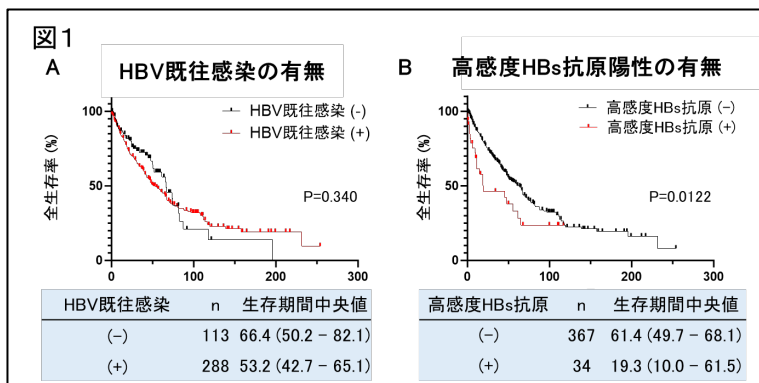 図1
A
HBV既往感染の有無
HBV既往感染 (-)
HBV既往感染 (+)
P=0.340
全生存率 (%)
100
50
0
0
100
200
300
HBV既往感染 n 生存期間中央値
(-) 113 66.4 (50.2 - 82.1)
(+) 288 53.2 (42.7 - 65.1)
B
高感度HBs抗原陽性の有無
高感度HBs抗原 (-)
高感度HBs抗原 (+)
P=0.0122
全生存率 (%)
100
50
0
0
100
200
300
高感度HBs抗原 n 生存期間中央値
(-) 367 61.4 (49.7 - 68.1)
(+) 34 19.3 (10.0 - 61.5)